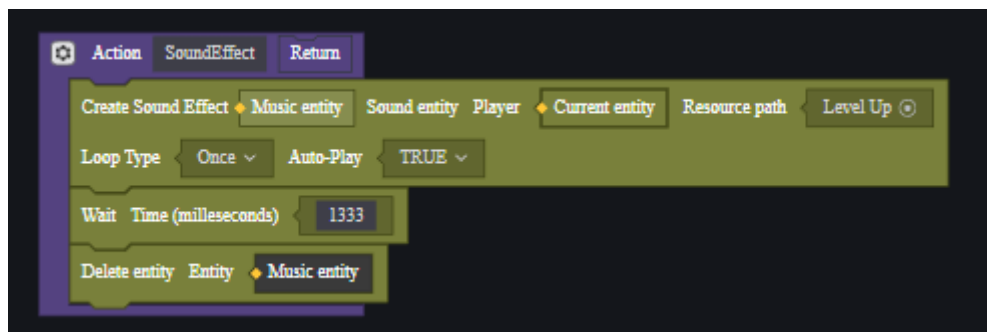 Action SoundEffect Return
Create Sound Effect Music entity Sound entity Player Current entity Resource path Level Up
Loop Type Once Auto-Play TRUE
Wait Time (milleseconds) 1333
Delete entity Entity Music entity